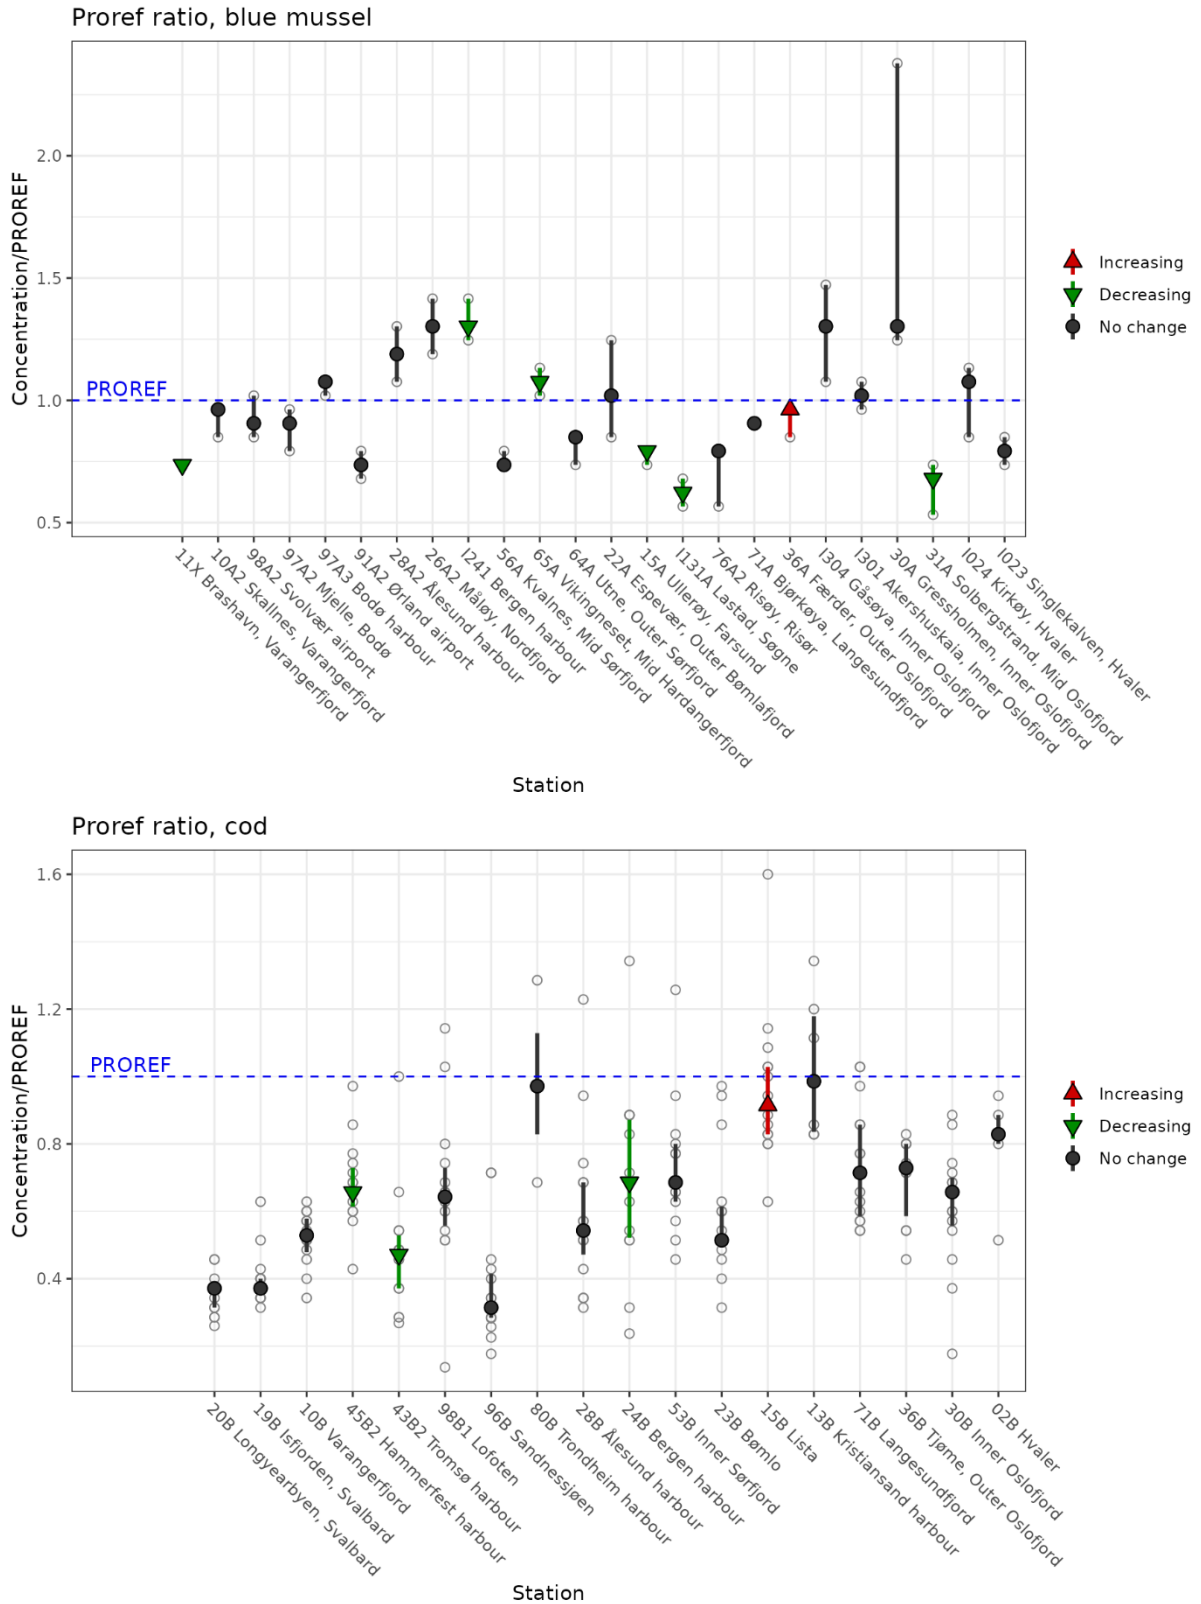 Proref ratio, blue mussel
Concentration/PROREF
2.0
1.5
1.0
0.5
PROREF
Increasing
Decreasing
No change
11X Brashavn, Varangerfjord
10A2 Skallnes, Varangerfjord
98A2 Svolvær airport
97A2 Mjelle, Bodø
97A3 Bodø harbour
91A2 Ørland airport
28A2 Ålesund harbour
26A2 Måløy, Nordfjord
I241 Bergen harbour
56A Kvalnes, Mid Sørfjord
65A Vikingneset, Mid Hardangerfjord
64A Utne, Outer Sørfjord
22A Espevær, Outer Bømlafjord
15A Ullerøy, Farsund
I131A Lastad, Søgne
76A2 Risøy, Risør
71A Bjørkøya, Langesundfjord
36A Færder, Outer Oslofjord
I304 Gåsøya, Inner Oslofjord
I301 Akershuskaia, Inner Oslofjord
30A Gressholmen, Inner Oslofjord
31A Solbergstrand, Mid Oslofjord
I024 Kirkøy, Hvaler
I023 Singlekalven, Hvaler
Station
Proref ratio, cod
Concentration/PROREF
1.6
1.2
0.8
0.4
PROREF
Increasing
Decreasing
No change
20B Longyearbyen, Svalbard
19B Isfjorden, Svalbard
10B Varangerfjord
45B2 Hammerfest harbour
43B2 Tromsø harbour
98B1 Lofoten
96B Sandnessjøen
80B Trondheim harbour
28B Ålesund harbour
24B Bergen harbour
53B Inner Sørfjord
23B Bømlo
15B Lista
13B Kristiansand harbour
71B Langesundfjord
36B Tjøme, Outer Oslofjord
30B Inner Oslofjord
02B Hvaler
Station